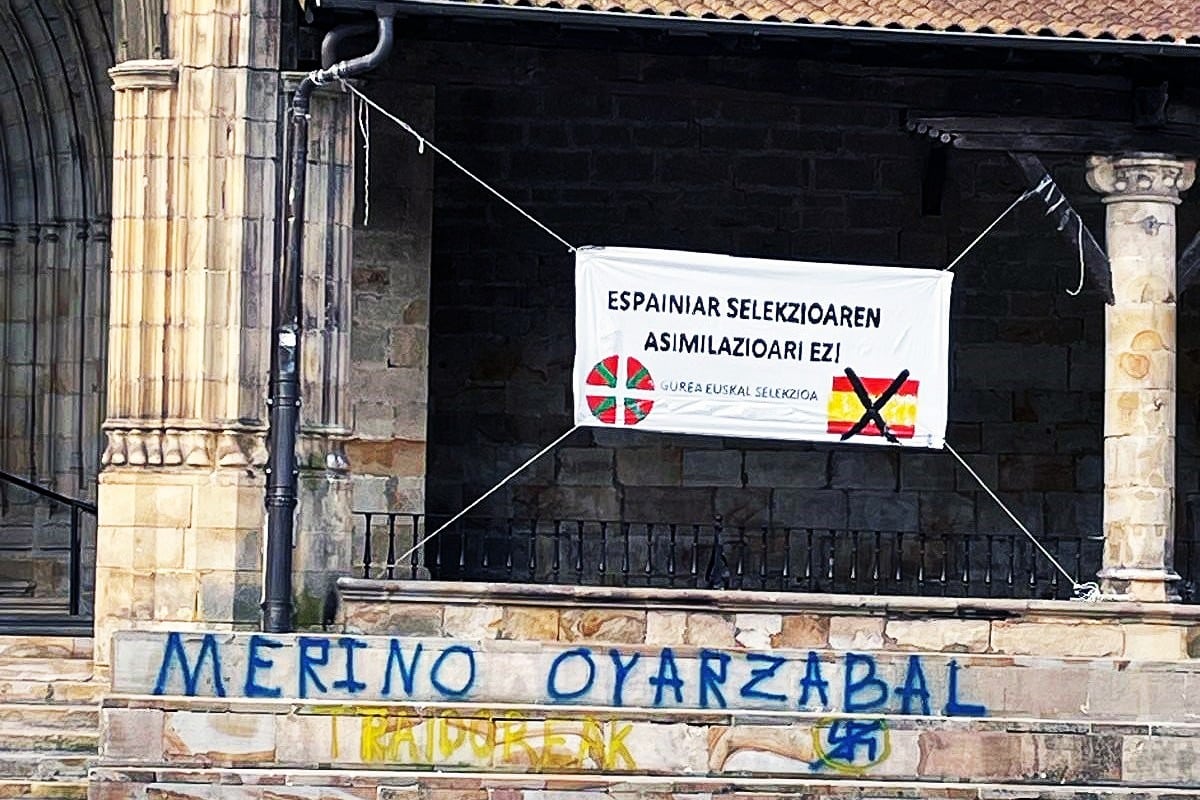 ESPAINIAR SELEKZIOAREN
ASIMILAZIOARI EZ!
GUREA EUSKAL SELEKZIOA
MERINO OYARZABAL
TRAIDOREAK